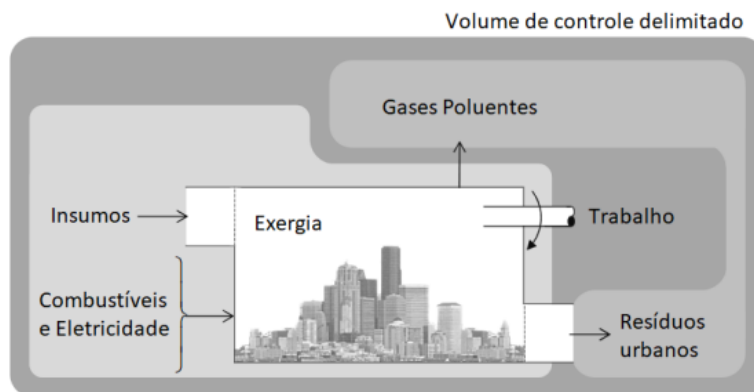 Volume de controle delimitado
Gases Poluentes
Insumos
Exergia
Trabalho
Combustíveis
e Eletricidade
Resíduos
urbanos